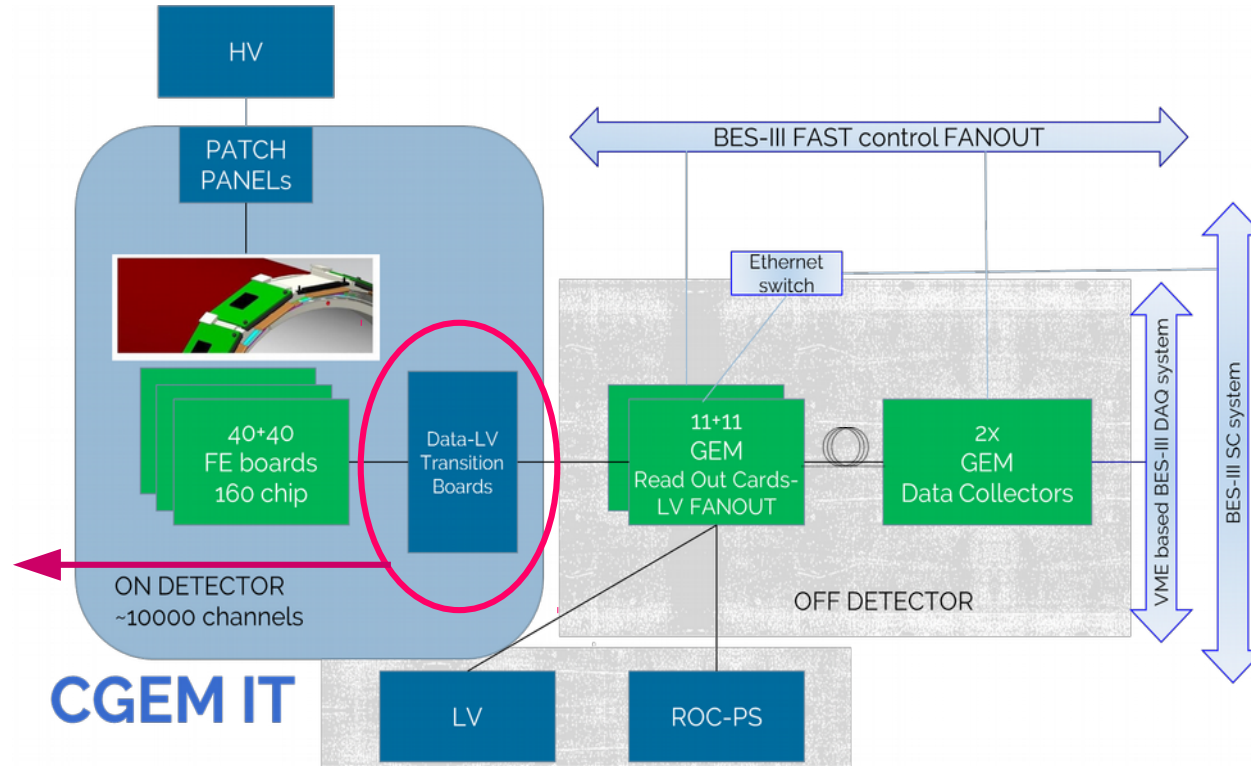 HV
PATCH
PANELs
BES-III FAST control FANOUT
Ethernet
switch
40+40
FE boards
160 chip
Data-LV
Transition
Boards
11+11
GEM
Read Out Cards-
LV FANOUT
2x
GEM
Data Collectors
VME based BES-III DAQ system
BES-III SC system
ON DETECTOR
~10000 channels
OFF DETECTOR
CGEM IT
LV
ROC-PS